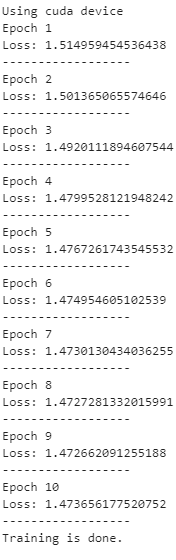 Using cuda device
Epoch 1
Loss: 1.514959454536438
------------------
Epoch 2
Loss: 1.501365065574646
------------------
Epoch 3
Loss: 1.4920111894607544
------------------
Epoch 4
Loss: 1.4799528121948242
------------------
Epoch 5
Loss: 1.4767261743545532
------------------
Epoch 6
Loss: 1.474954605102539
------------------
Epoch 7
Loss: 1.4730130434036255
------------------
Epoch 8
Loss: 1.4727281332015991
------------------
Epoch 9
Loss: 1.472662091255188
------------------
Epoch 10
Loss: 1.473656177520752
------------------
Training is done.